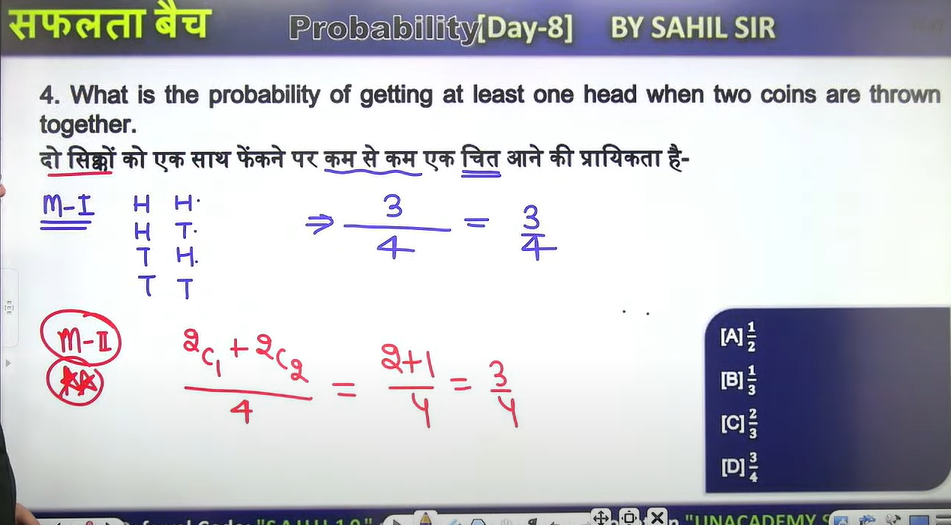 सफलता बैच
Probability[Day-8] BY SAHIL SIR
4. What is the probability of getting at least one head when two coins are thrown
together.
दो सिक्कों को एक साथ फेंकने पर कम से कम एक चित आने की प्रायिकता है-
M-I
H H
H T
T H
T T
⇒ 3/4 = 3/4
M-II
2C1 + 2C2 / 4 = 2+1 / 4 = 3/4
[A] 1/2
[B] 1/3
[C] 2/3
[D] 3/4
"UNACADEMY